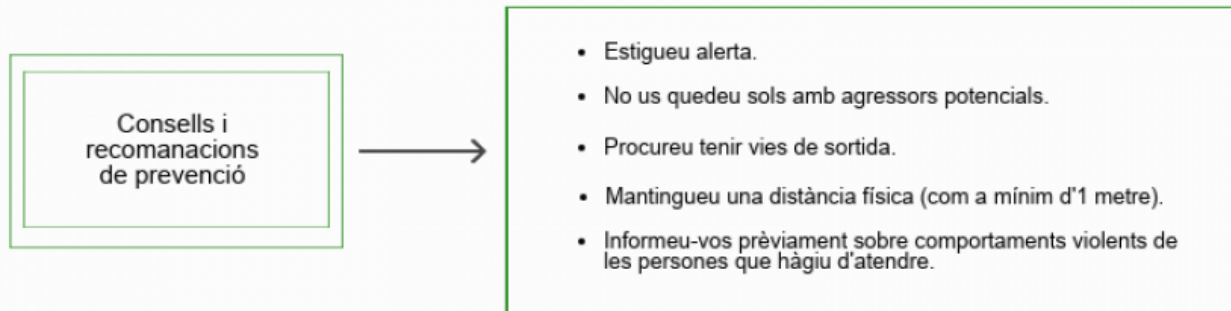 Consells i
recomanacions
de prevenció
• Estigueu alerta.
• No us quedeu sols amb agressors potencials.
• Procureu tenir vies de sortida.
• Mantingueu una distància física (com a mínim d'1 metre).
• Informeu-vos prèviament sobre comportaments violents de
les persones que hàgiu d'atendre.